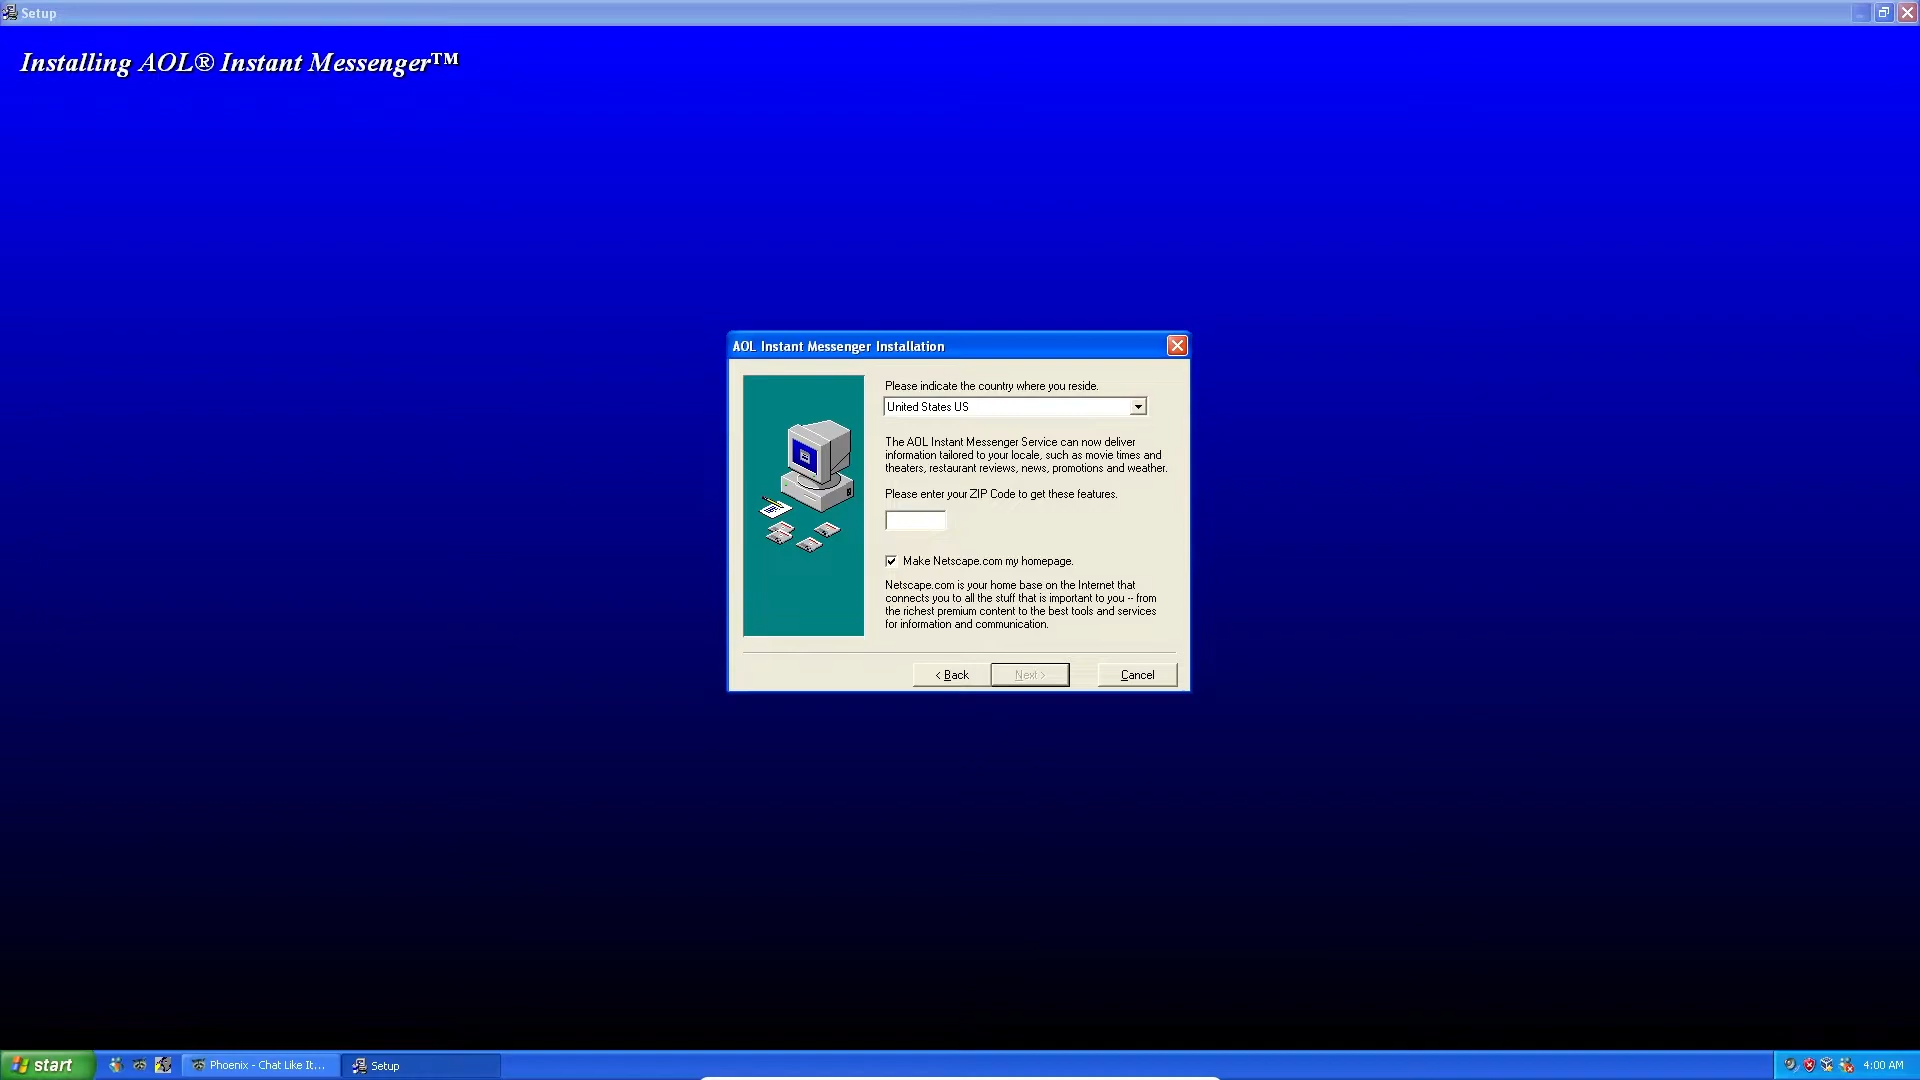 Setup
Installing AOL® Instant Messenger™
AOL Instant Messenger Installation
Please indicate the country where you reside.
United States US
The AOL Instant Messenger Service can now deliver
information tailored to your locale, such as movie times and
theaters, restaurant reviews, news, promotions and weather.
Please enter your ZIP Code to get these features.
Make Netscape.com my homepage.
Netscape.com is your home base on the Internet that
connects you to all the stuff that is important to you -- from
the richest premium content to the best tools and services
for information and communication.
< Back
Next >
Cancel
start
Phoenix - Chat Like It...
Setup
4:00 AM